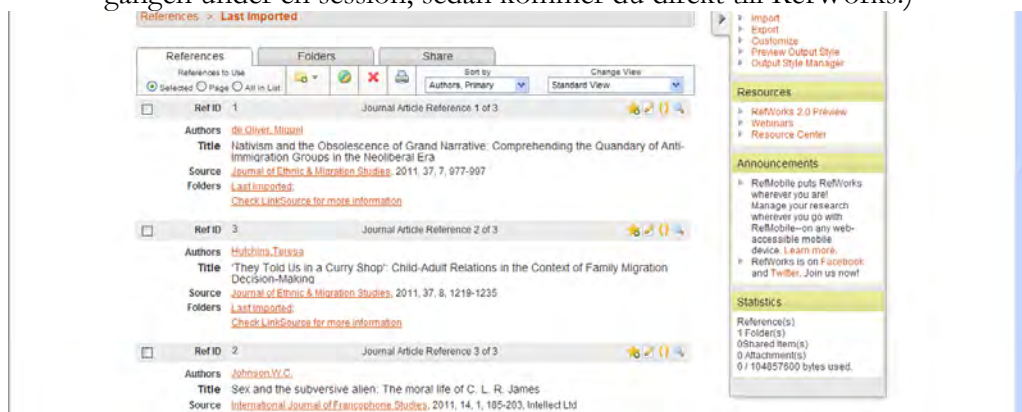 gången under en session, sedan kommer du direkt till RefWorks.)
References > Last Imported
References Folders Share
References to Use
Selected Page All in List
Sort by
Authors, Primary
Change View
Standard View
Ref ID 1 Journal Article Reference 1 of 3
Authors de Oliver, Miguel
Title Nativism and the Obsolescence of Grand Narrative: Comprehending the Quandary of Anti-
Immigration Groups in the Neoliberal Era
Source Journal of Ethnic & Migration Studies, 2011, 37, 7, 977-997
Folders Last Imported;
Check LinkSource for more information
Ref ID 3 Journal Article Reference 2 of 3
Authors Hutchins, Teresa
Title 'They Told Us in a Curry Shop': Child-Adult Relations in the Context of Family Migration
Decision-Making
Source Journal of Ethnic & Migration Studies, 2011, 37, 8, 1219-1235
Folders Last Imported;
Check LinkSource for more information
Ref ID 2 Journal Article Reference 3 of 3
Authors Johnson, W.C.
Title Sex and the subversive alien: The moral life of C. L. R. James
Source International Journal of Francophone Studies, 2011, 14, 1, 185-203, Intellect Ltd
Import
Export
Customize
Preview Output Style
Output Style Manager
Resources
RefWorks 2.0 Preview
Webinars
Resource Center
Announcements
RefMobile puts RefWorks
wherever you are!
Manage your research
wherever you go with
RefMobile--on any web-
accessible mobile
device. Learn more.
RefWorks is on Facebook
and Twitter. Join us now!
Statistics
Reference(s)
1 Folder(s)
0Shared Item(s)
0 Attachment(s)
0 / 104857600 bytes used.